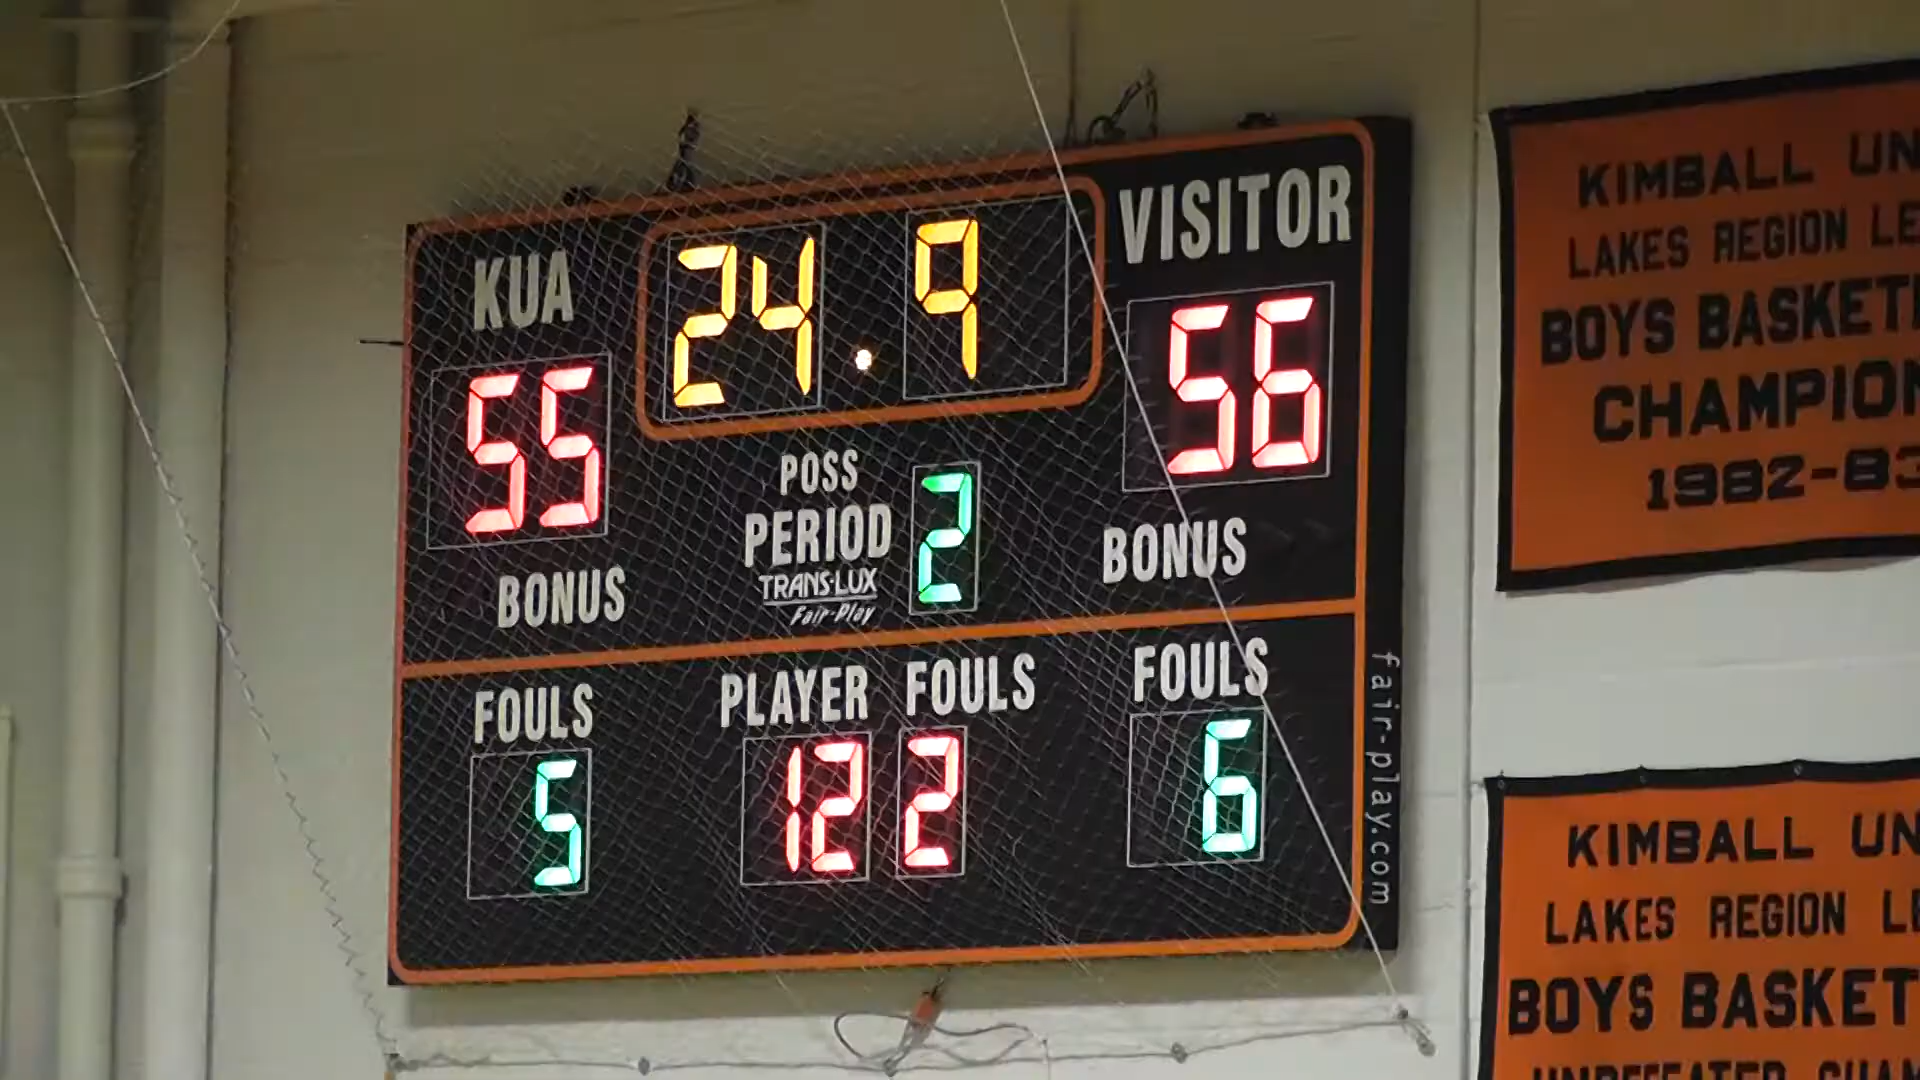 KUA
24.9
VISITOR
55
56
POSS
PERIOD
2
TRANS-LUX
Fair-Play
BONUS
BONUS
FOULS
PLAYER FOULS
FOULS
5
12 2
6
fair-play.com
KIMBALL UN
LAKES REGION LE
BOYS BASKET
CHAMPION
1982-83
KIMBALL UN
LAKES REGION
BOYS BASKET